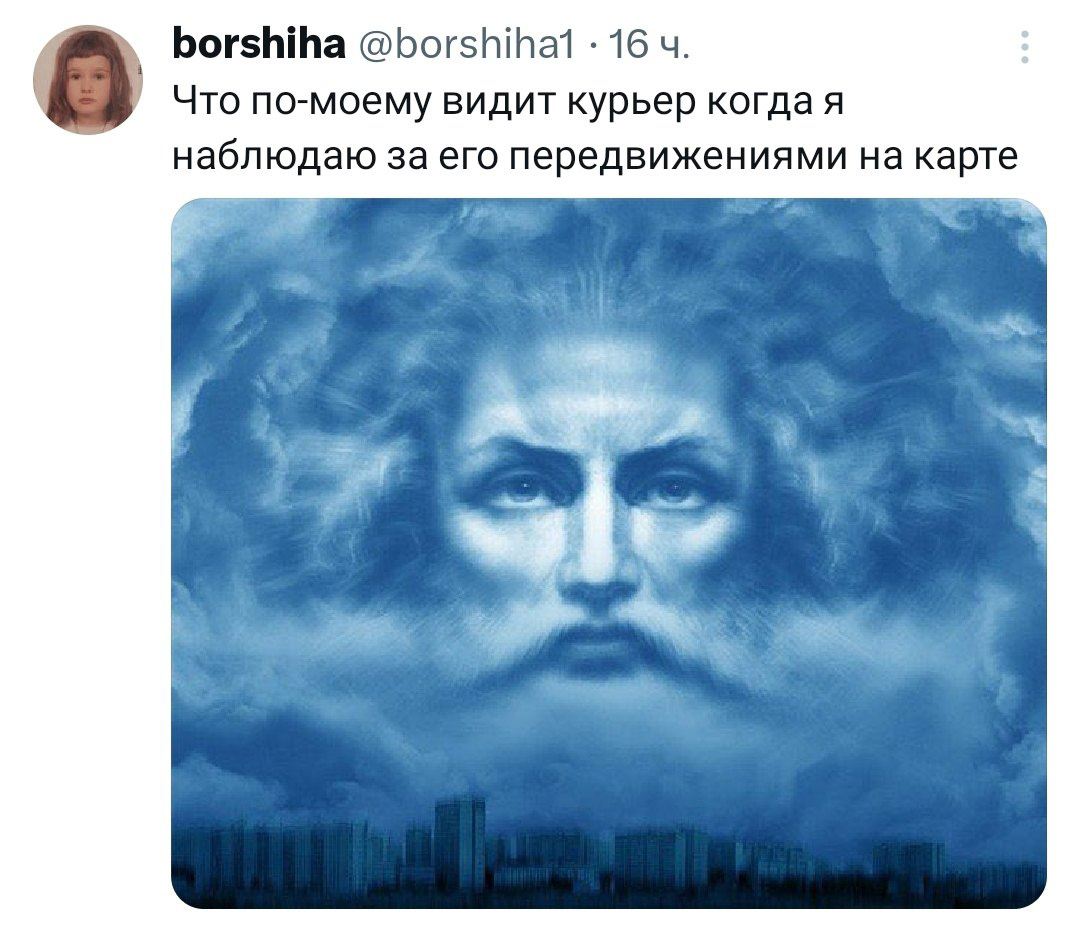 borshiha @borshiha1 · 16 ч.
Что по-моему видит курьер когда я
наблюдаю за его передвижениями на карте